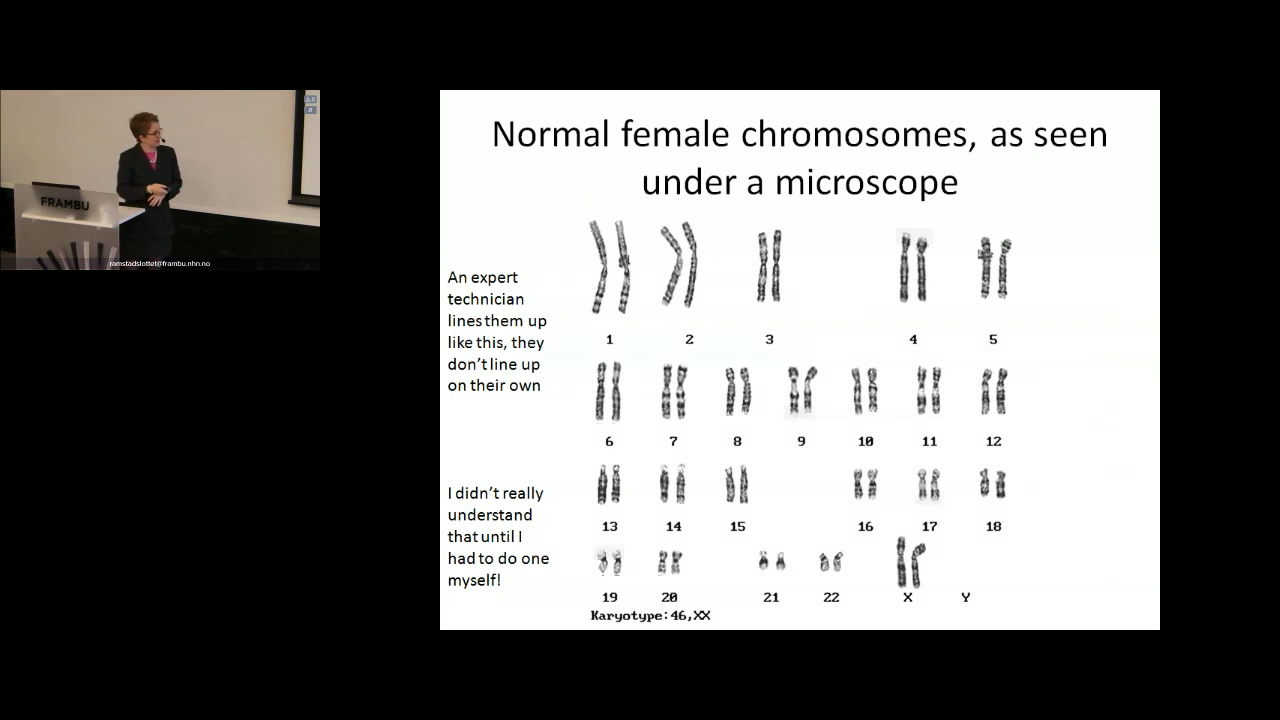 FRAMBU
ramstadslottet@frambu.nhn.no
Normal female chromosomes, as seen
under a microscope
An expert
technician
lines them up
like this, they
don't line up
on their own
1 2 3 4 5
6 7 8 9 10 11 12
I didn't really
understand
that until I
had to do one
myself!
13 14 15 16 17 18
19 20 21 22 X Y
Karyotype:46,XX